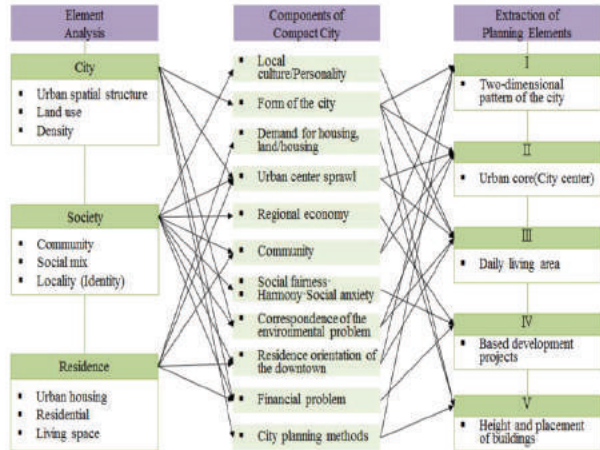 Element
Analysis
City
Urban spatial structure
Land use
Density
Society
Community
Social mix
Locality (Identity)
Residence
Urban housing
Residential
Living space
Components of
Compact City
Local
culture/Personality
Form of the city
Demand for housing,
land/housing
Urban center sprawl
Regional economy
Community
Social fairness·
Harmony·Social anxiety
Correspondence of the
environmental problem
Residence orientation of
the downtown
Financial problem
City planning methods
Extraction of
Planning Elements
I
Two-dimensional
pattern of the city
II
Urban core(City center)
III
Daily living area
IV
Based development
projects
V
Height and placement
of buildings